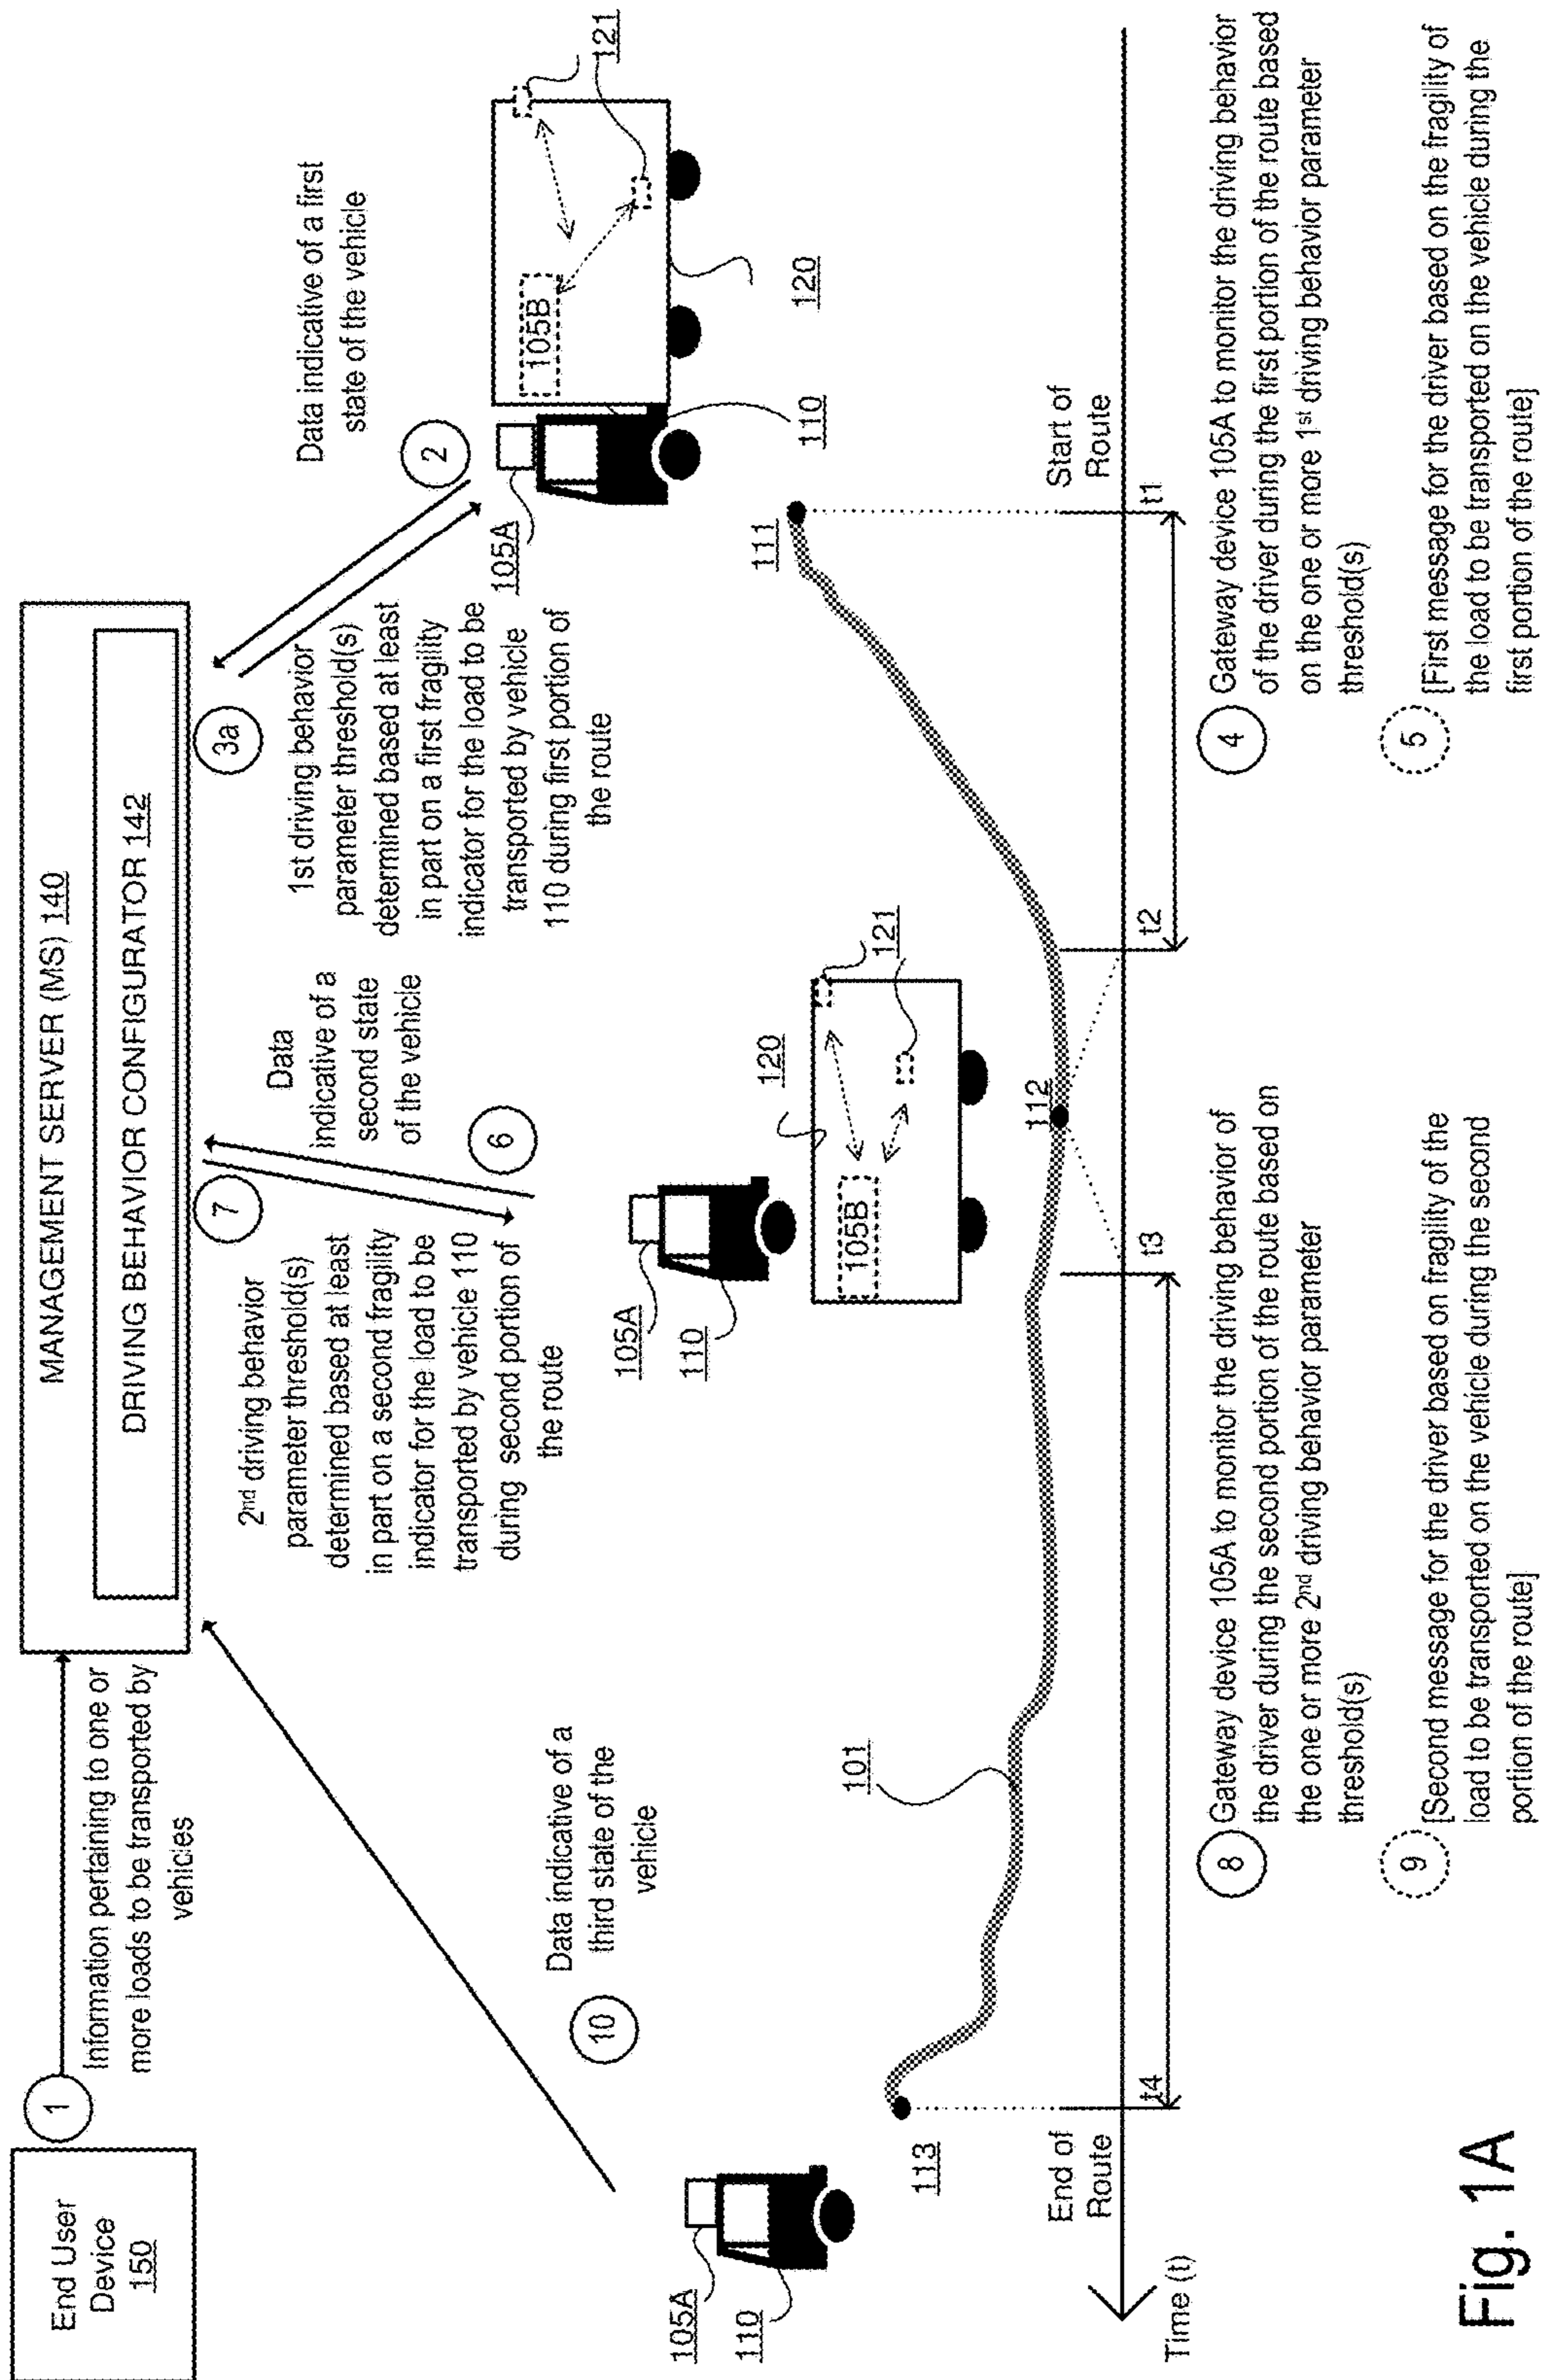 End User
Device
150
1
Information pertaining to one or
more loads to be transported by
vehicles
MANAGEMENT SERVER (MS) 140
DRIVING BEHAVIOR CONFIGURATOR 142
10
Data indicative of a
third state of the
vehicle
7
2nd driving behavior
parameter threshold(s)
determined based at least
in part on a second fragility
indicator for the load to be
transported by vehicle 110
during second portion of
the route
Data
indicative of a
second state
of the vehicle
6
3a
1st driving behavior
parameter threshold(s)
determined based at least
in part on a first fragility
indicator for the load to be
transported by vehicle
110 during first portion of
the route
2
Data indicative of a first
state of the vehicle
105A
110
105A
110
105B
120
121
105A
110
105B
120
121
113
101
112
111
End of
Route
Start of
Route
t4
t3
t2
t1
Time (t)
8
Gateway device 105A to monitor the driving behavior of
the driver during the second portion of the route based on
the one or more 2nd driving behavior parameter
threshold(s)
9
[Second message for the driver based on fragility of the
load to be transported on the vehicle during the second
portion of the route]
4
Gateway device 105A to monitor the driving behavior
of the driver during the first portion of the route based
on the one or more 1st driving behavior parameter
threshold(s)
5
[First message for the driver based on the fragility of
the load to be transported on the vehicle during the
first portion of the route]
Fig. 1A